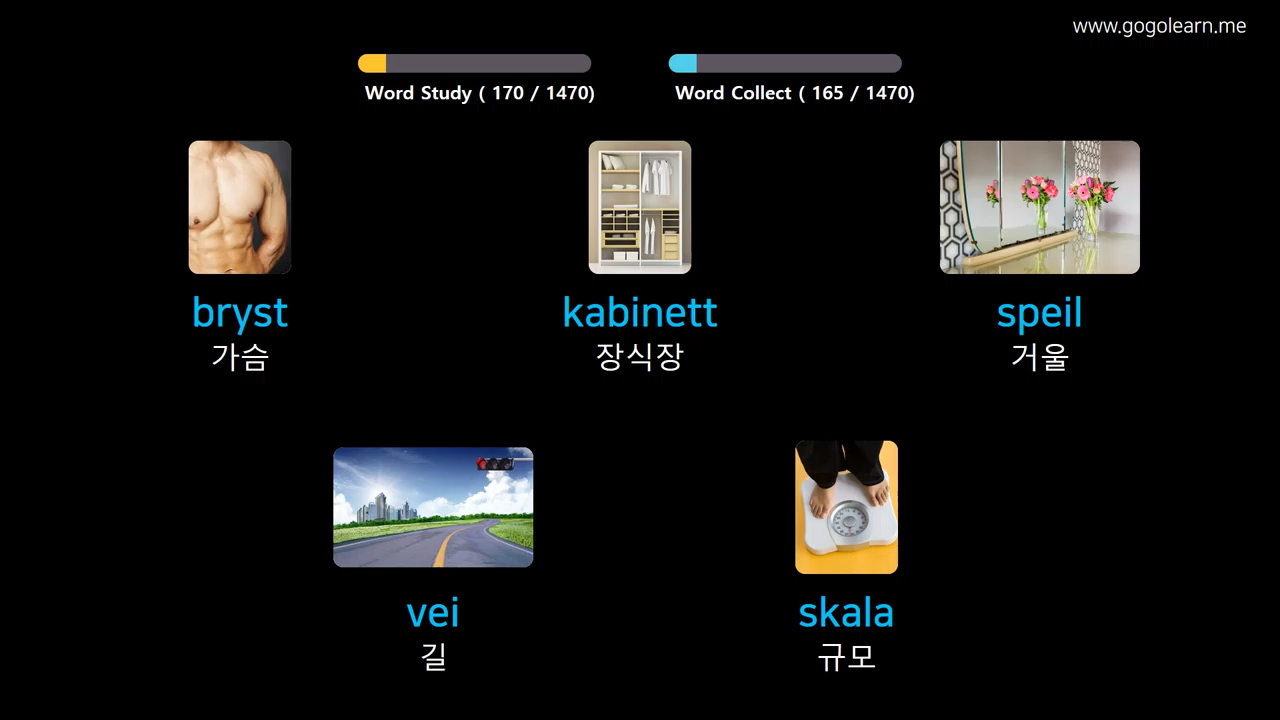 www.gogolearn.me
Word Study ( 170 / 1470)
Word Collect ( 165 / 1470)
bryst
가슴
kabinett
장식장
speil
거울
vei
길
skala
규모